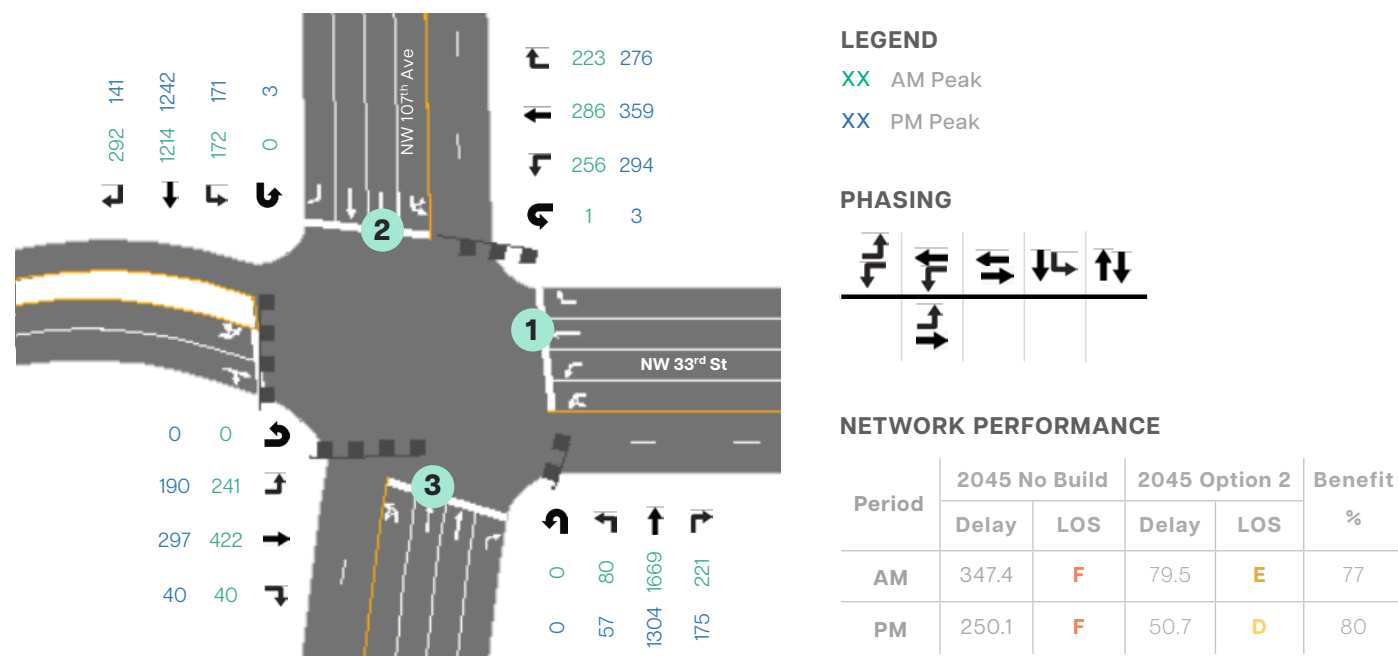 141 1242 171 3
292 1214 172 0
NW 107th Ave
223 276
286 359
256 294
1 3
2
1
NW 33rd St
3
0 0
190 241
297 422
40 40
0 80 1669 221
0 57 1304 175
LEGEND
XX AM Peak
XX PM Peak
PHASING
NETWORK PERFORMANCE
Period 2045 No Build 2045 Option 2 Benefit %
Delay LOS Delay LOS
AM 347.4 F 79.5 E 77
PM 250.1 F 50.7 D 80